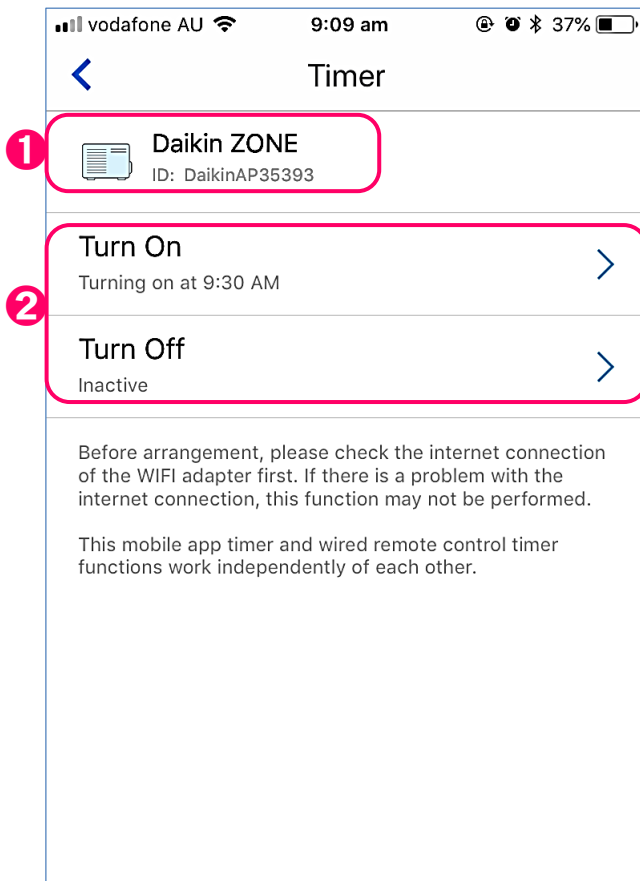 vodafone AU 9:09 am 37%
Timer
1
Daikin ZONE
ID: DaikinAP35393
2
Turn On
Turning on at 9:30 AM
Turn Off
Inactive
Before arrangement, please check the internet connection
of the WIFI adapter first. If there is a problem with the
internet connection, this function may not be performed.
This mobile app timer and wired remote control timer
functions work independently of each other.